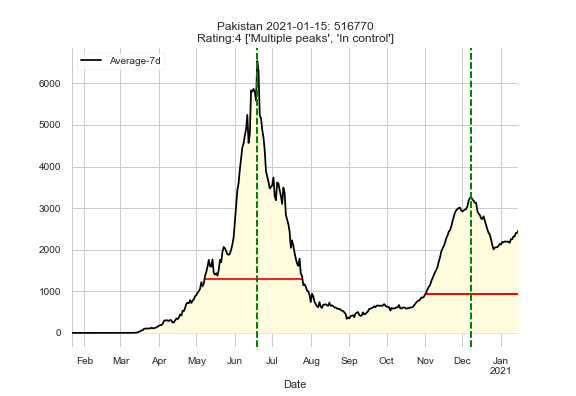 Pakistan 2021-01-15: 516770
Rating:4 ['Multiple peaks', 'In control']
Average-7d
6000
5000
4000
3000
2000
1000
0
Feb Mar Apr May Jun Jul Aug Sep Oct Nov Dec Jan
2021
Date